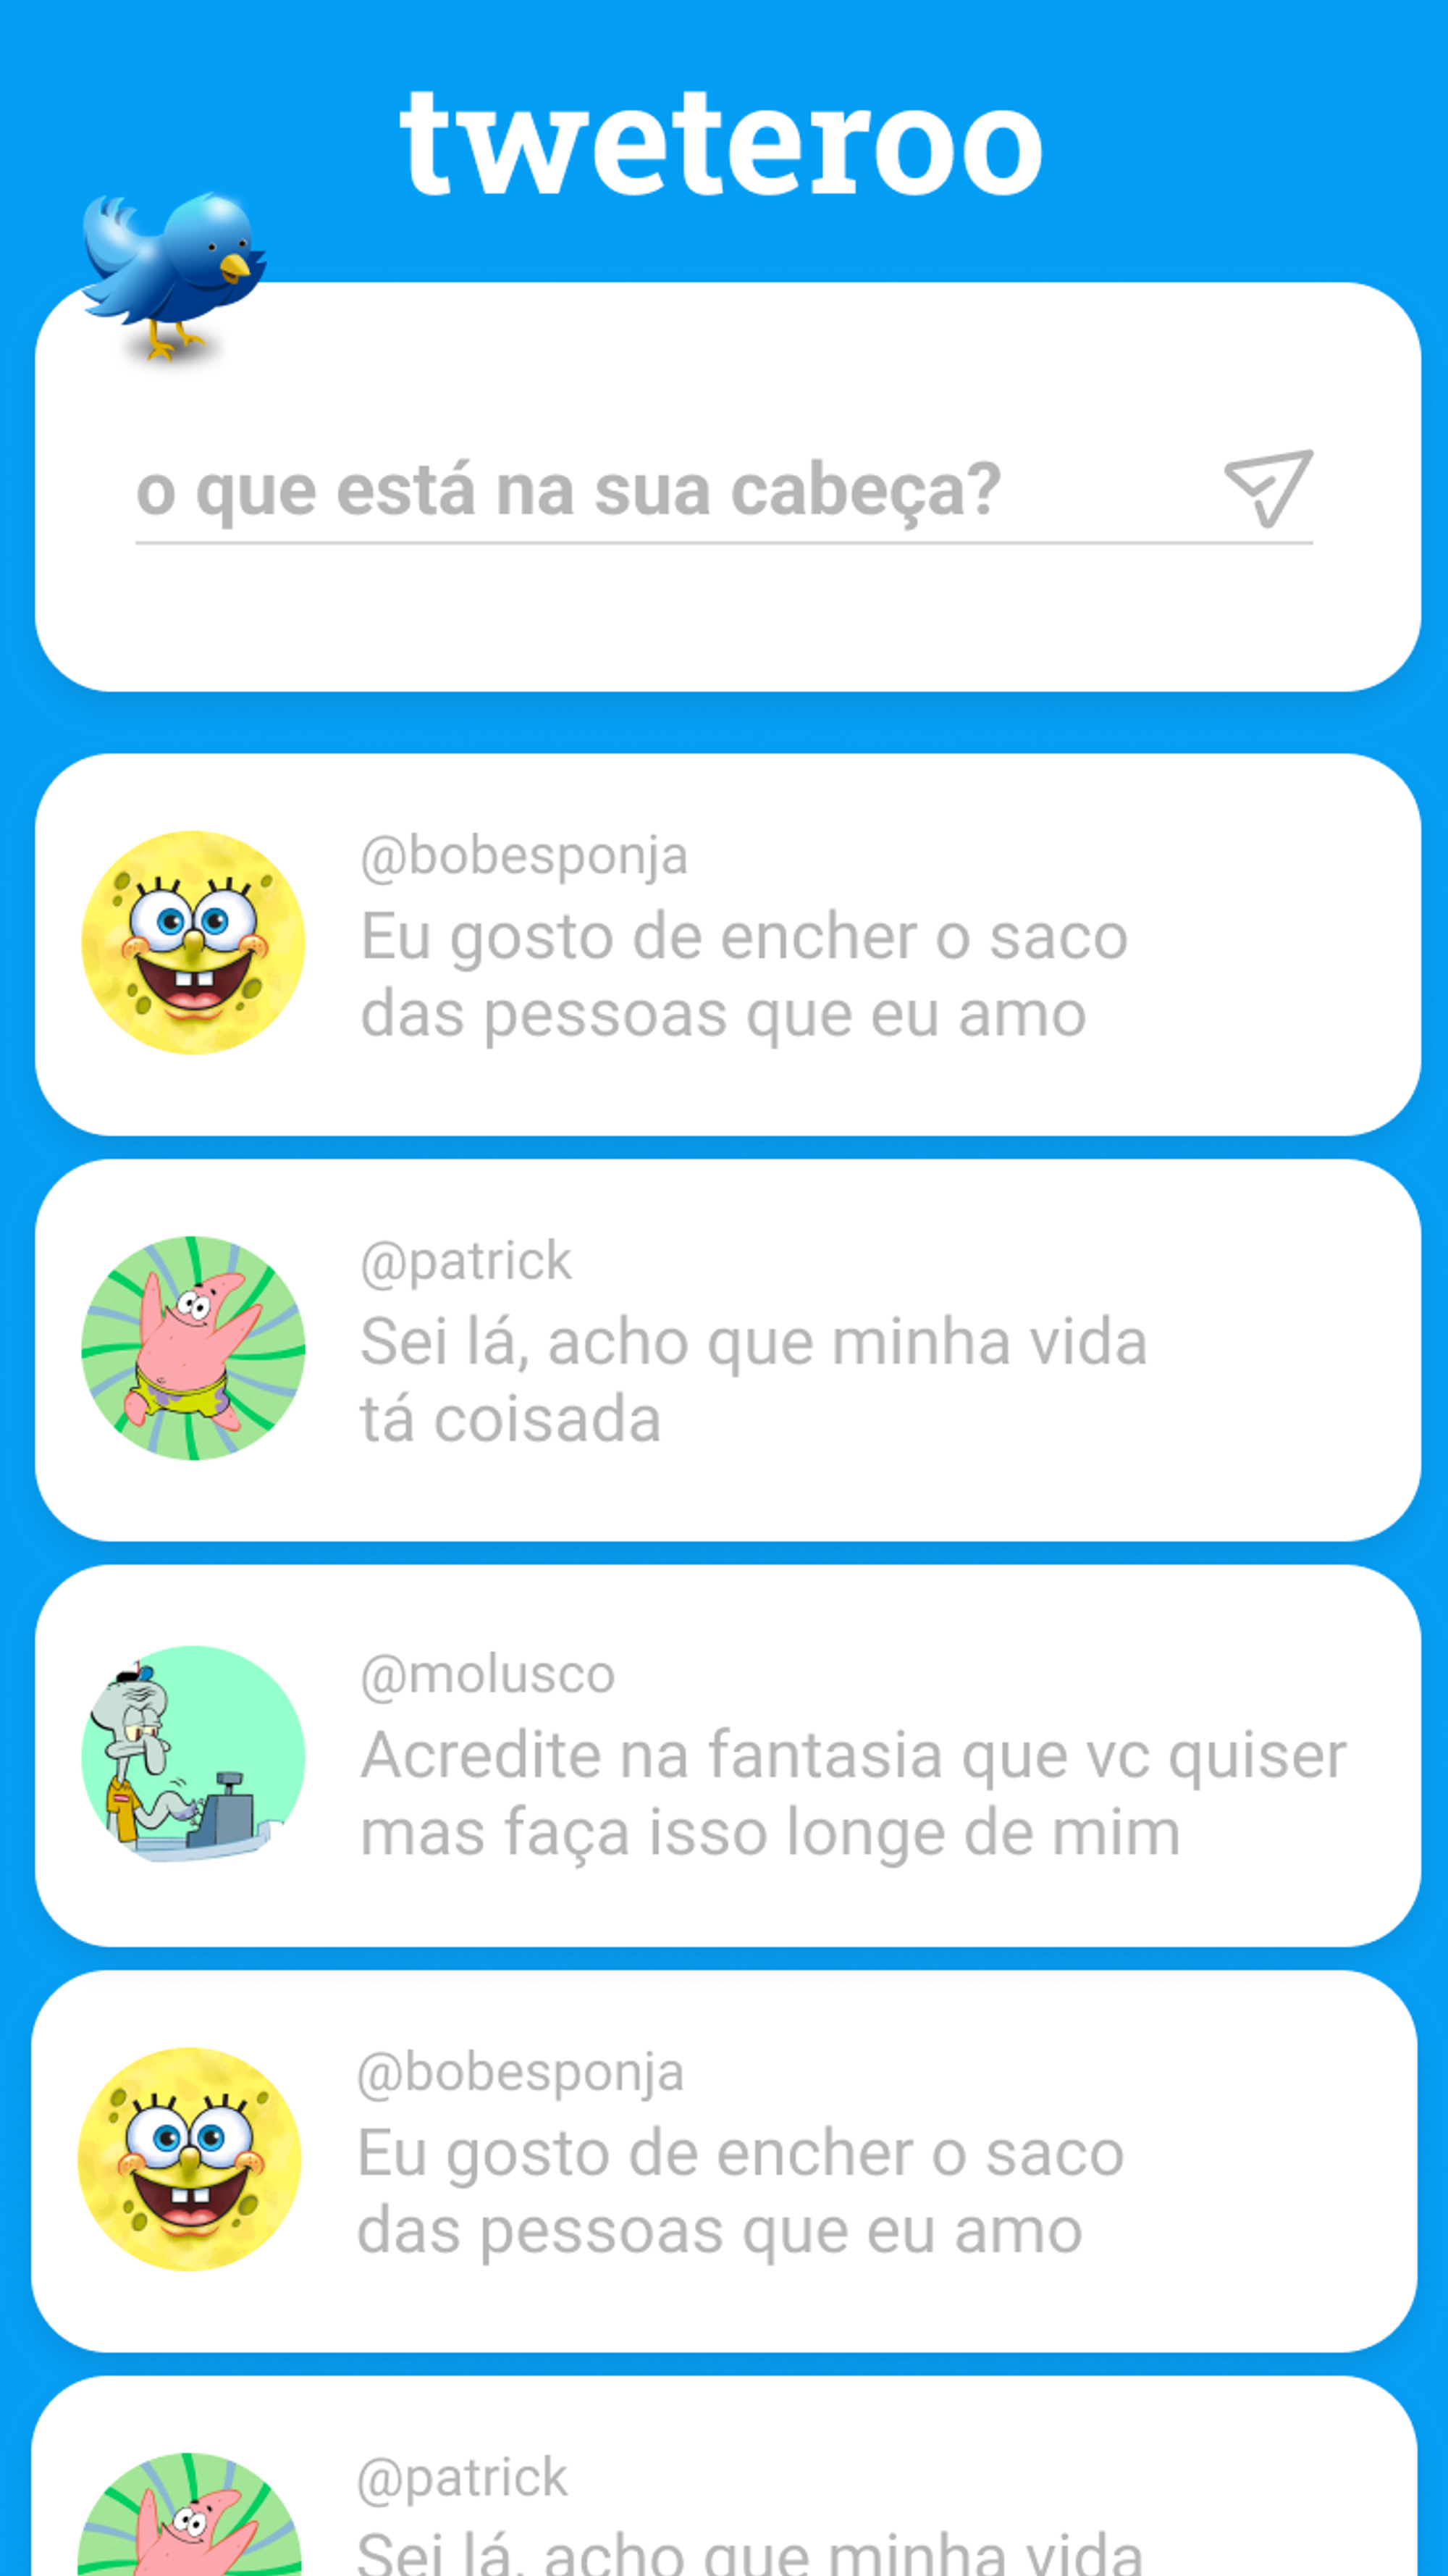 tweteroo
o que está na sua cabeça?
@bobesponja
Eu gosto de encher o saco
das pessoas que eu amo
@patrick
Sei lá, acho que minha vida
tá coisada
@molusco
Acredite na fantasia que vc quiser
mas faça isso longe de mim
@bobesponja
Eu gosto de encher o saco
das pessoas que eu amo
@patrick
Sei lá, acho que minha vida